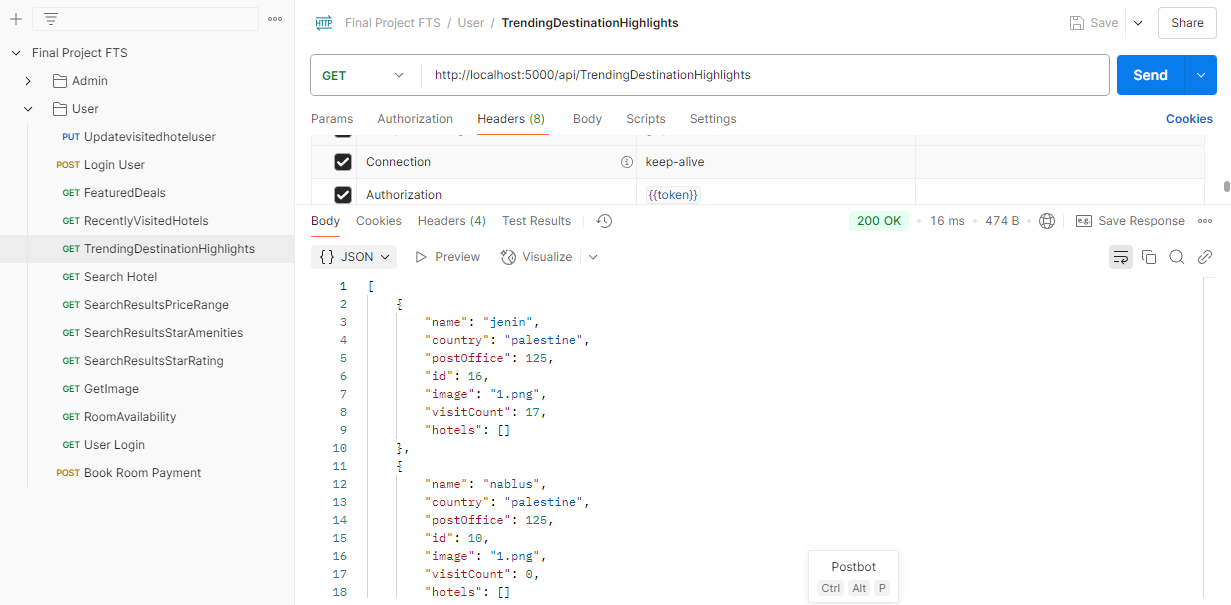 Final Project FTS / User / TrendingDestinationHighlights
Save
Share
Final Project FTS
Admin
User
PUT Updatevisitedhoteluser
POST Login User
GET FeaturedDeals
GET RecentlyVisitedHotels
GET TrendingDestinationHighlights
GET Search Hotel
GET SearchResultsPriceRange
GET SearchResultsStarAmenities
GET SearchResultsStarRating
GET GetImage
GET RoomAvailability
GET User Login
POST Book Room Payment
GET http://localhost:5000/api/TrendingDestinationHighlights
Send
Params Authorization Headers (8) Body Scripts Settings Cookies
Connection keep-alive
Authorization {{token}}
Body Cookies Headers (4) Test Results 200 OK 16 ms 474 B e.g. Save Response
{} JSON Preview Visualize
1 [
2 {
3 "name": "jenin",
4 "country": "palestine",
5 "postOffice": 125,
6 "id": 16,
7 "image": "1.png",
8 "visitCount": 17,
9 "hotels": []
10 },
11 {
12 "name": "nablus",
13 "country": "palestine",
14 "postOffice": 125,
15 "id": 10,
16 "image": "1.png",
17 "visitCount": 0,
18 "hotels": []
Postbot
Ctrl Alt P